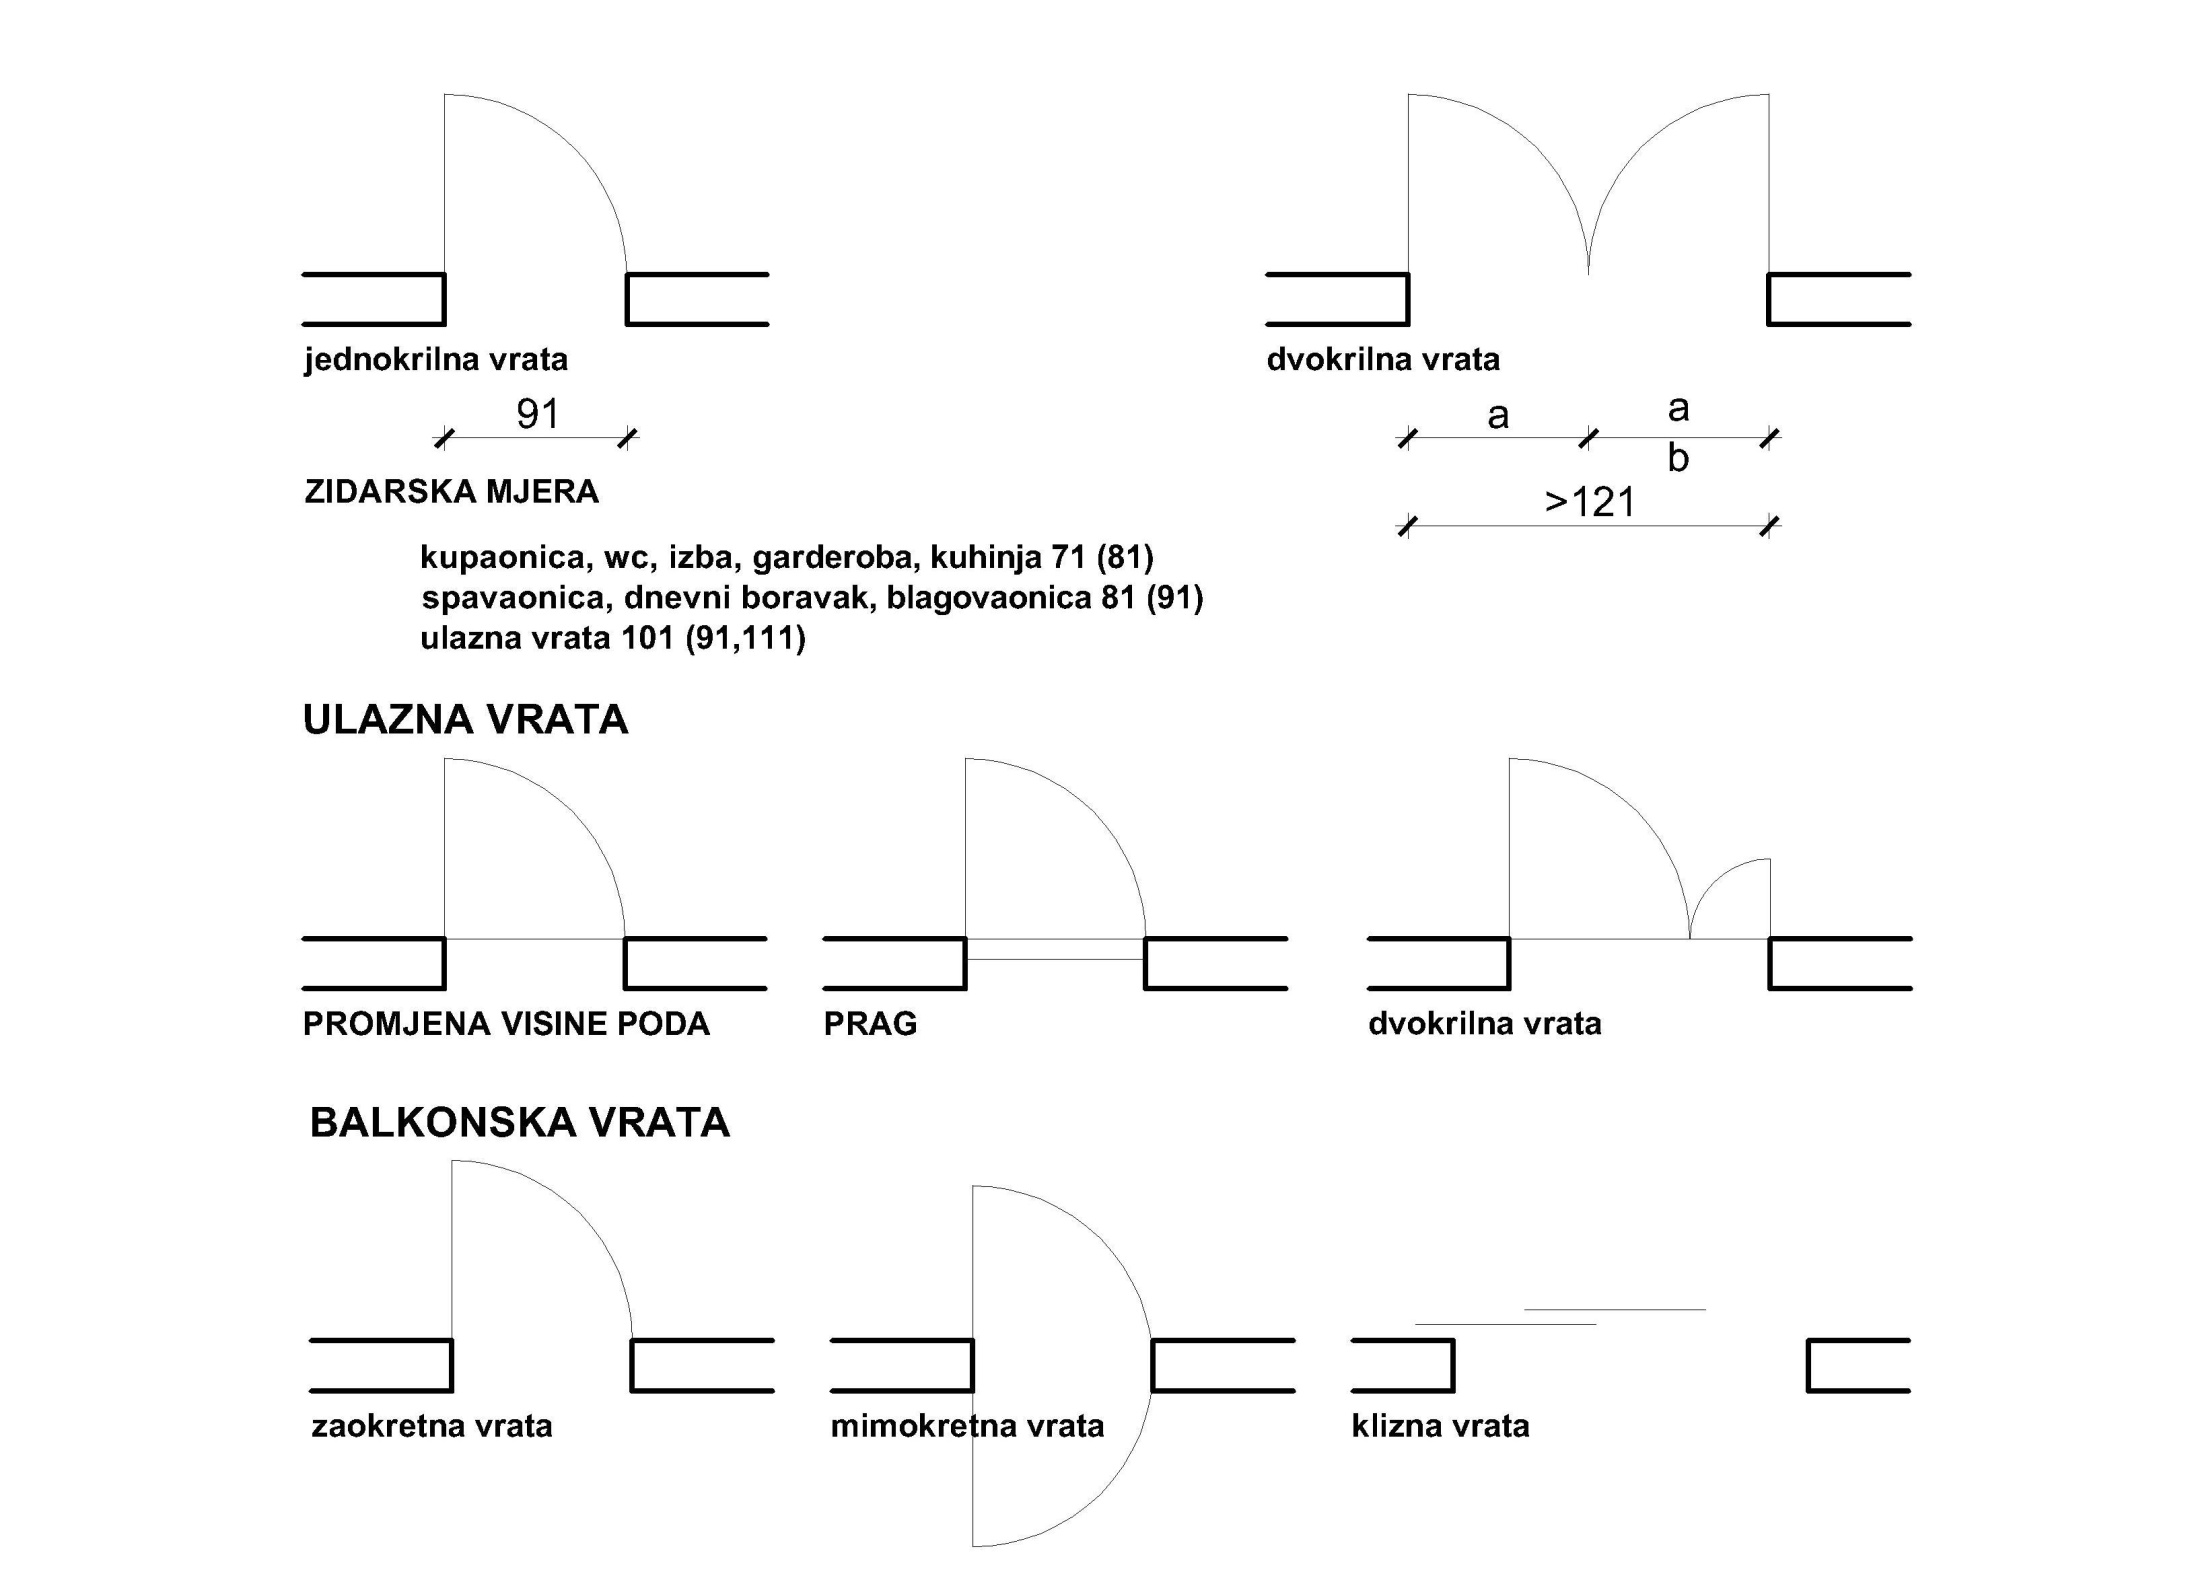 jednokrilna vrata
dvokrilna vrata
91
a
a
b
>121
ZIDARSKA MJERA
kupaonica, wc, izba, garderoba, kuhinja 71 (81)
spavaonica, dnevni boravak, blagovaonica 81 (91)
ulazna vrata 101 (91,111)
ULAZNA VRATA
PROMJENA VISINE PODA
PRAG
dvokrilna vrata
BALKONSKA VRATA
zaokretna vrata
mimokretna vrata
klizna vrata